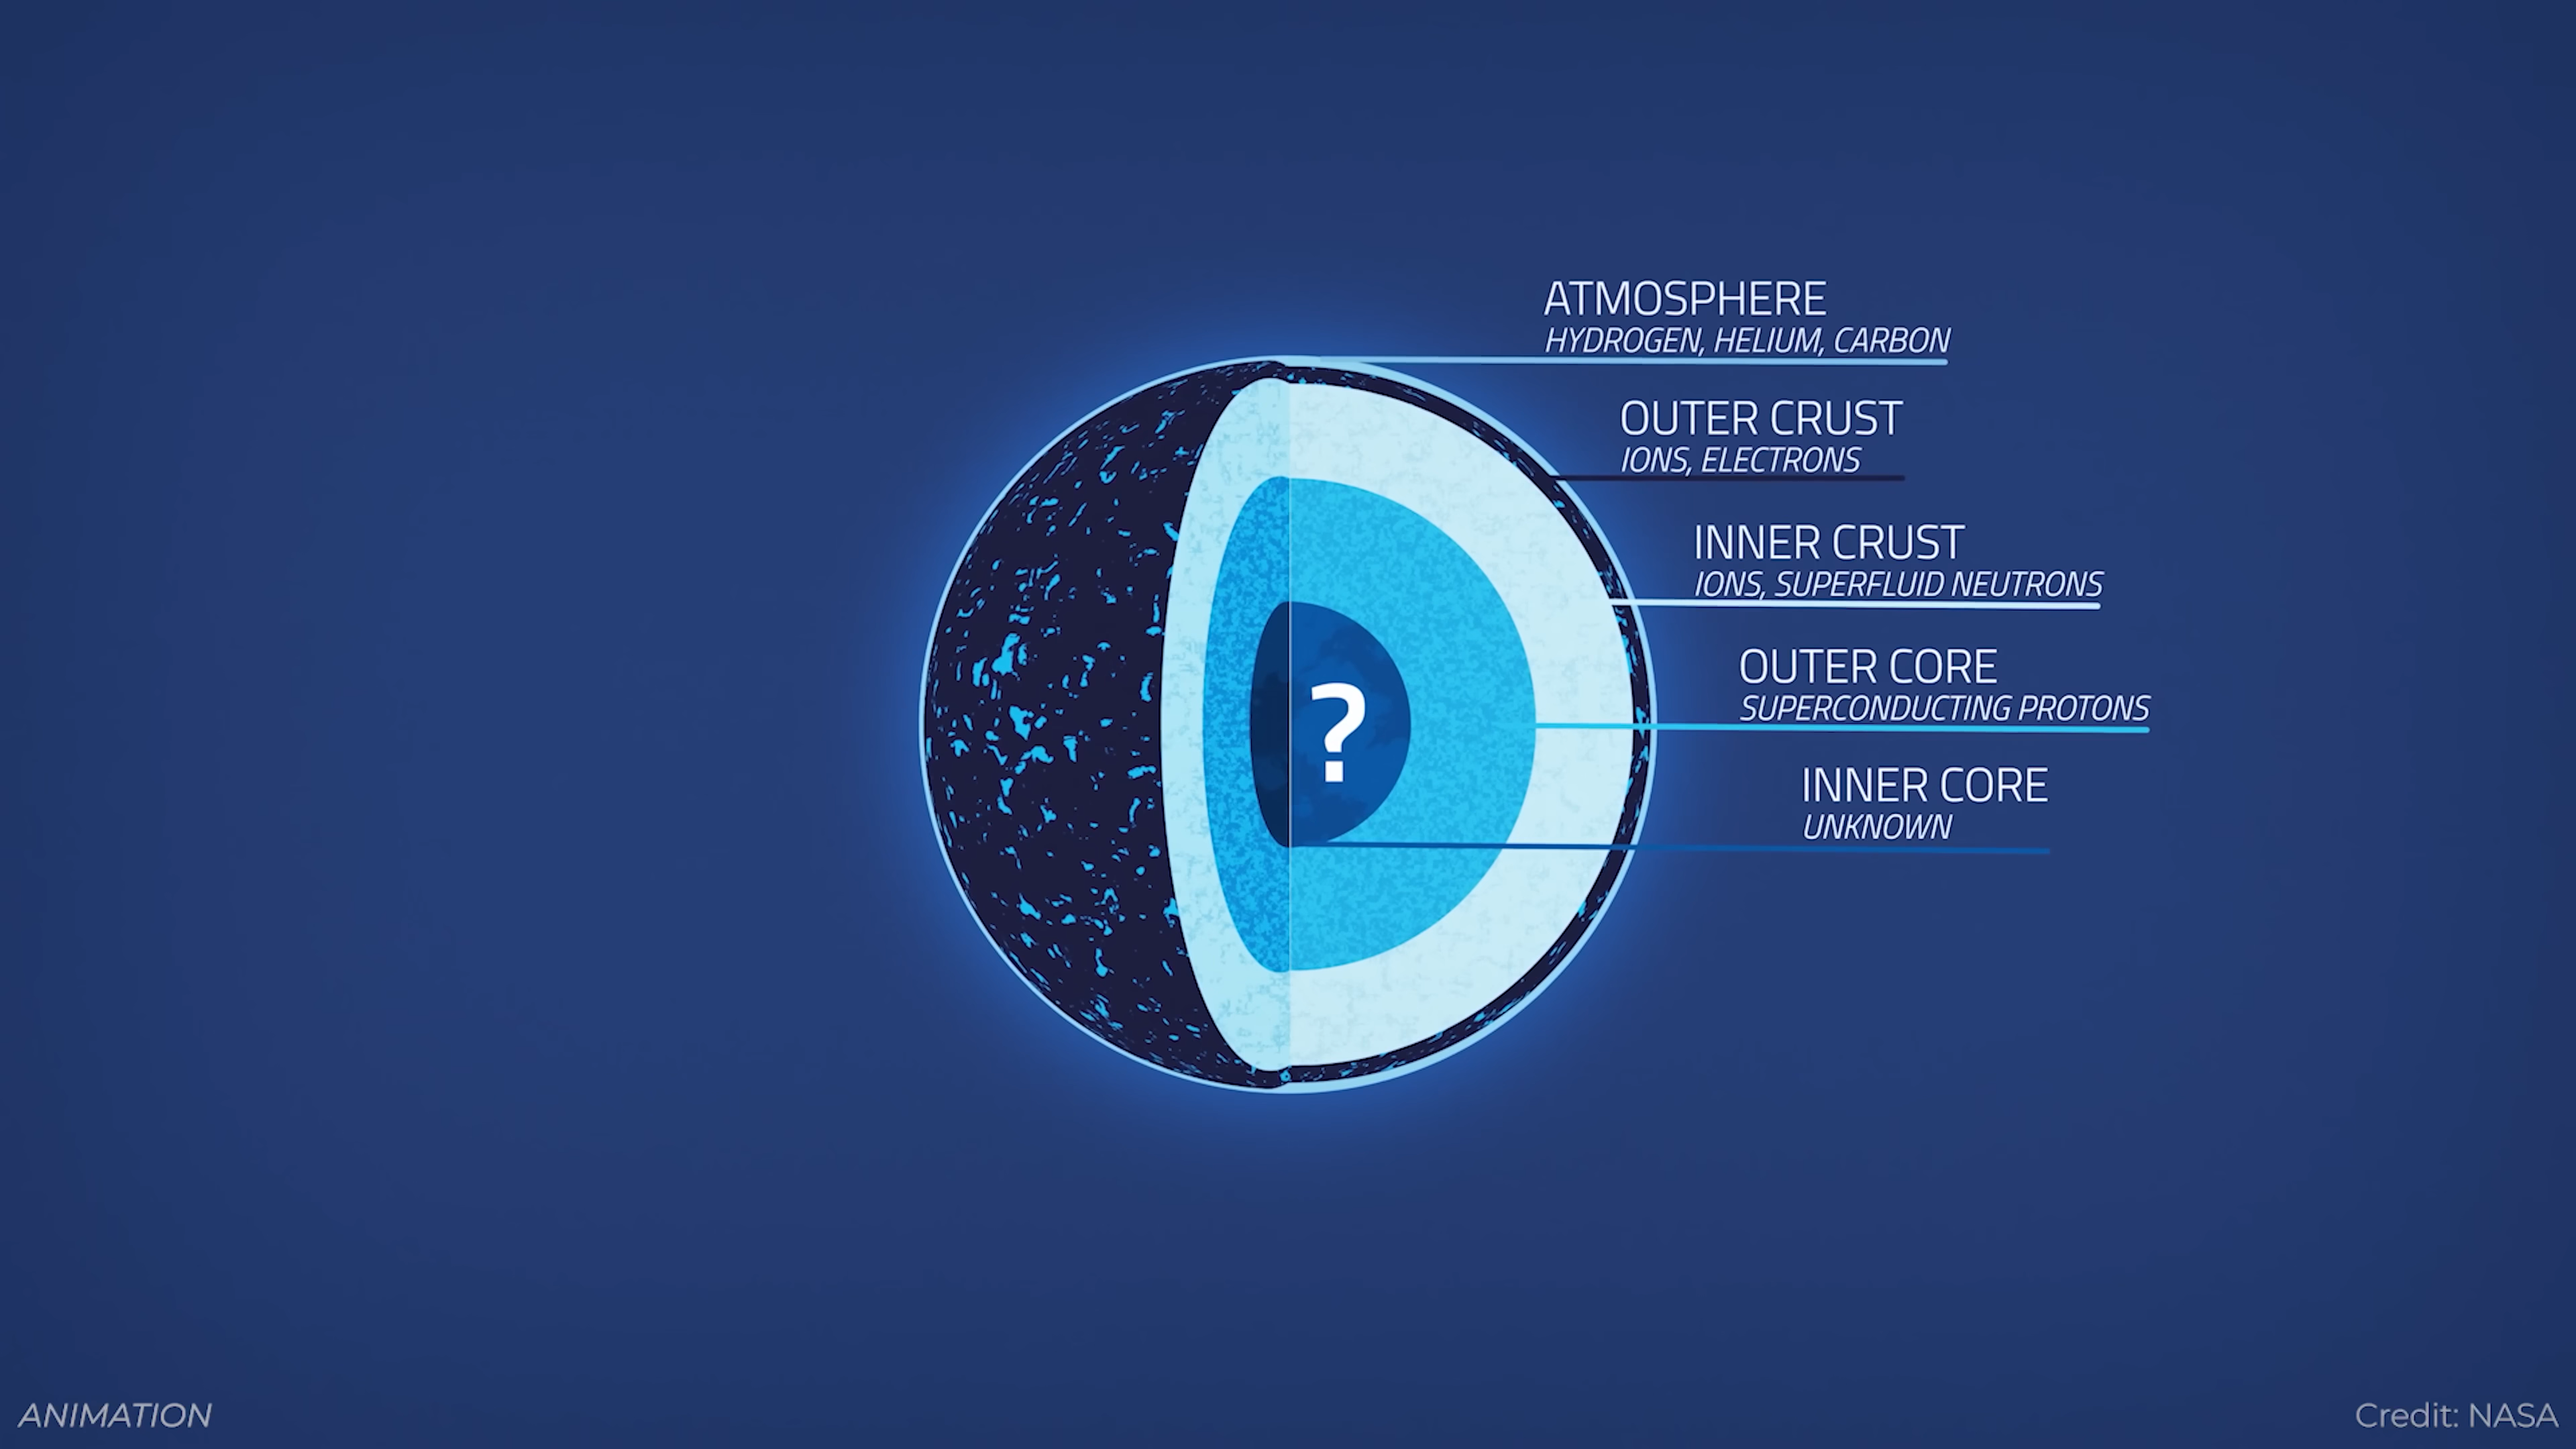 ATMOSPHERE
HYDROGEN, HELIUM, CARBON
OUTER CRUST
IONS, ELECTRONS
INNER CRUST
IONS, SUPERFLUID NEUTRONS
OUTER CORE
SUPERCONDUCTING PROTONS
?
INNER CORE
UNKNOWN
ANIMATION
Credit: NASA